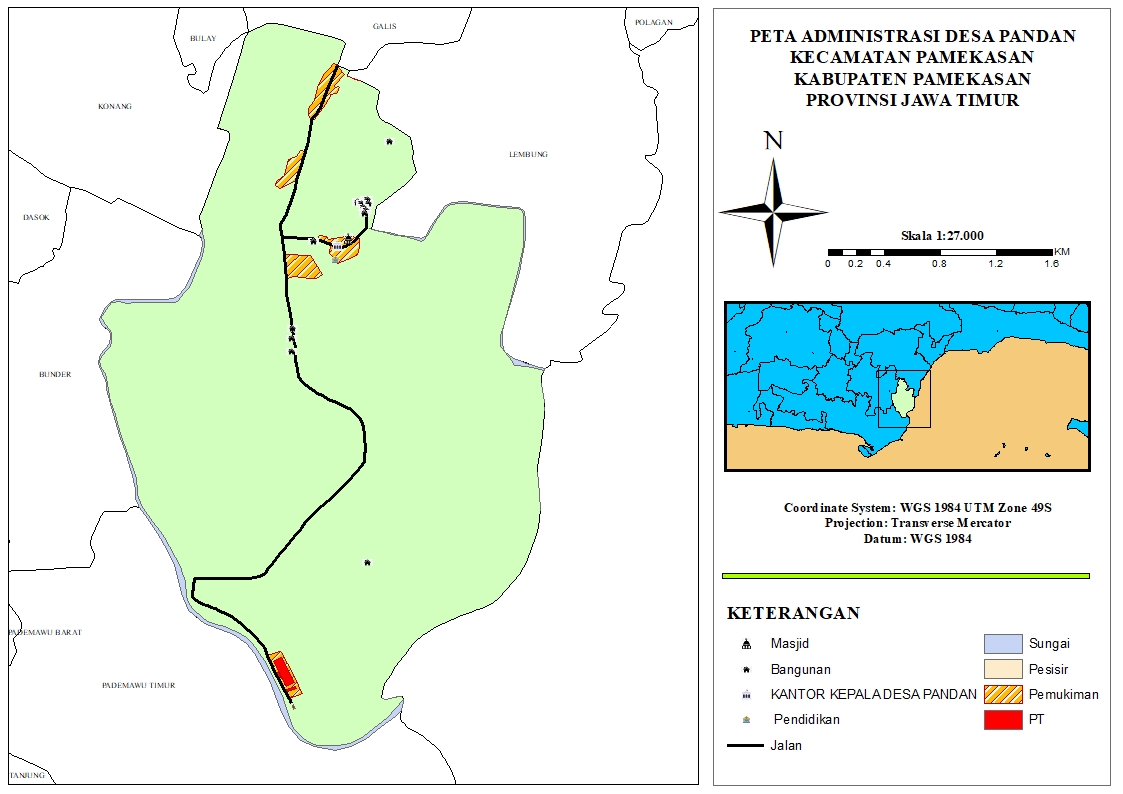 BULAY
GALIS
POLAGAN
KONANG
LEMBUNG
DASOK
BUNDER
PADEMAWU BARAT
PADEMAWU TIMUR
TANJUNG
PETA ADMINISTRASI DESA PANDAN
KECAMATAN PAMEKASAN
KABUPATEN PAMEKASAN
PROVINSI JAWA TIMUR
N
Skala 1:27.000
KM
0 0.2 0.4 0.8 1.2 1.6
Coordinate System: WGS 1984 UTM Zone 49S
Projection: Transverse Mercator
Datum: WGS 1984
KETERANGAN
Masjid
Bangunan
KANTOR KEPALA DESA PANDAN
Pendidikan
Jalan
Sungai
Pesisir
Pemukiman
PT